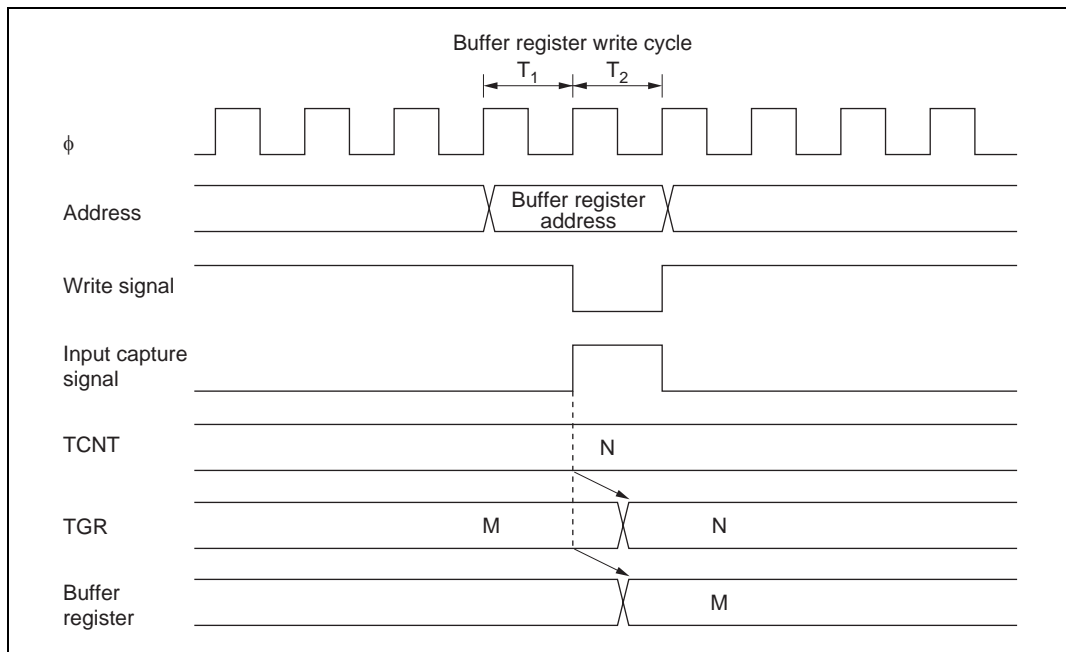 Buffer register write cycle
T1 T2
ϕ
Address
Buffer register
address
Write signal
Input capture
signal
TCNT
N
TGR
M
N
Buffer
register
M